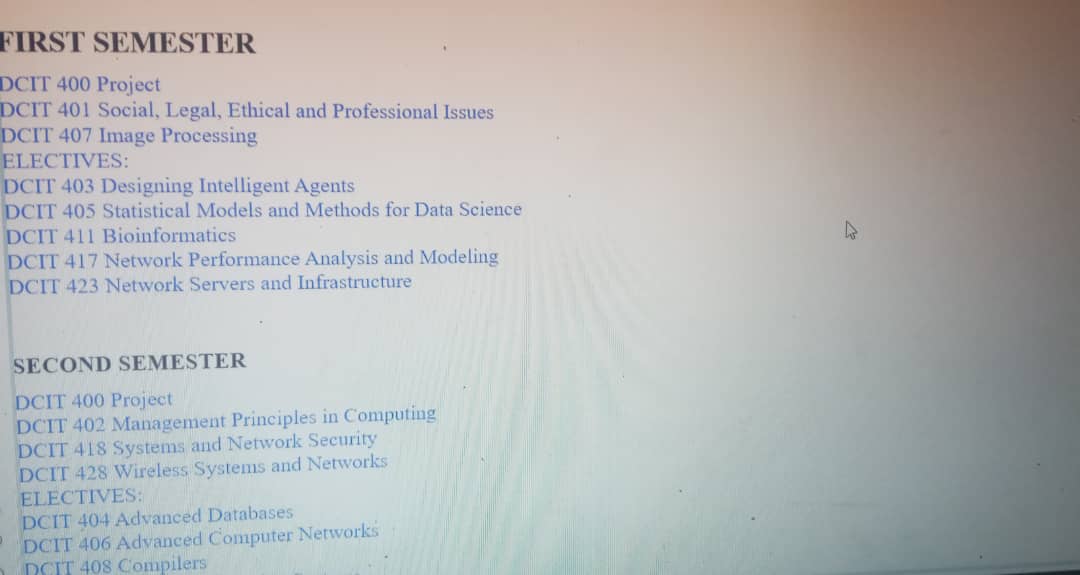 FIRST SEMESTER
DCIT 400 Project
DCIT 401 Social, Legal, Ethical and Professional Issues
DCIT 407 Image Processing
ELECTIVES:
DCIT 403 Designing Intelligent Agents
DCIT 405 Statistical Models and Methods for Data Science
DCIT 411 Bioinformatics
DCIT 417 Network Performance Analysis and Modeling
DCIT 423 Network Servers and Infrastructure
SECOND SEMESTER
DCIT 400 Project
DCIT 402 Management Principles in Computing
DCIT 418 Systems and Network Security
DCIT 428 Wireless Systems and Networks
ELECTIVES:
DCIT 404 Advanced Databases
DCIT 406 Advanced Computer Networks
DCIT 408 Compilers